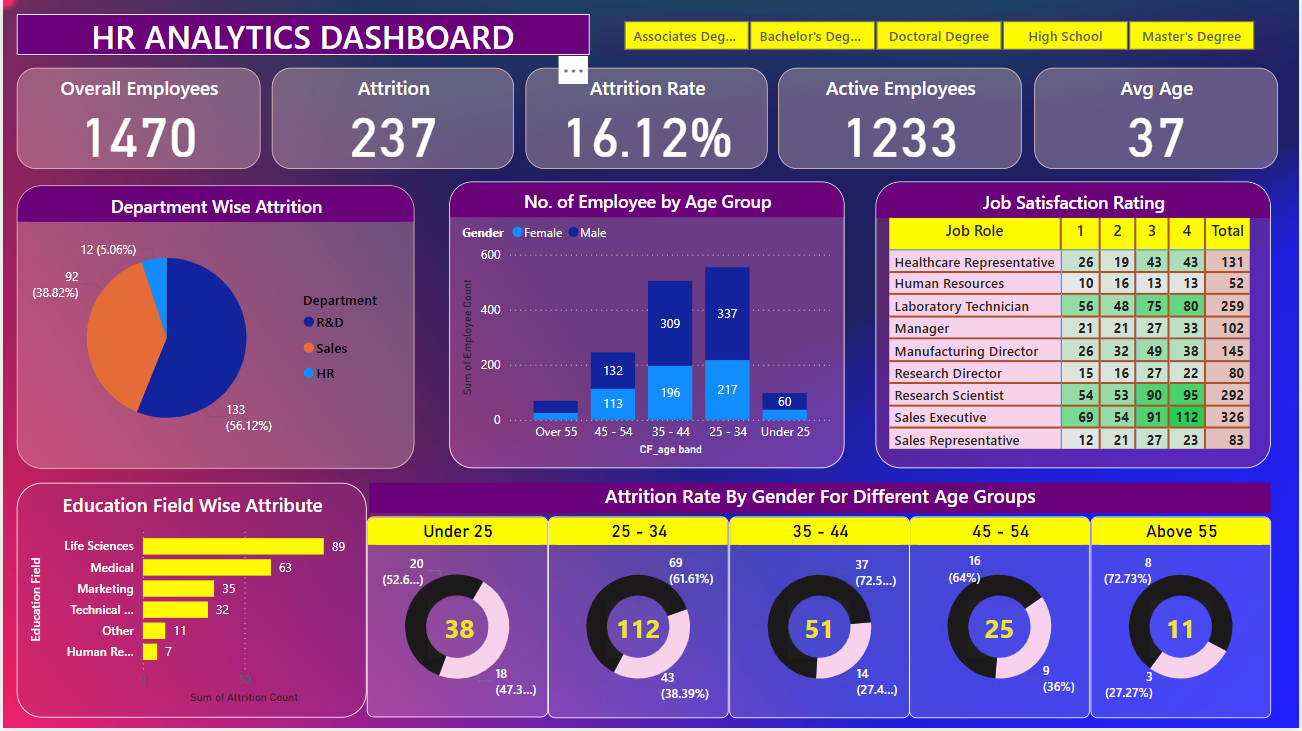 HR ANALYTICS DASHBOARD
Associates Deg...
Bachelor's Deg...
Doctoral Degree
High School
Master's Degree
Overall Employees
1470
Attrition
237
Attrition Rate
16.12%
Active Employees
1233
Avg Age
37
Department Wise Attrition
12 (5.06%)
92
(38.82%)
133
(56.12%)
Department
R&D
Sales
HR
No. of Employee by Age Group
Gender Female Male
Sum of Employee Count
600
400
200
0
132
113
309
196
337
217
60
Over 55 45 - 54 35 - 44 25 - 34 Under 25
CF_age band
Job Satisfaction Rating
Job Role 1 2 3 4 Total
Healthcare Representative 26 19 43 43 131
Human Resources 10 16 13 13 52
Laboratory Technician 56 48 75 80 259
Manager 21 21 27 33 102
Manufacturing Director 26 32 49 38 145
Research Director 15 16 27 22 80
Research Scientist 54 53 90 95 292
Sales Executive 69 54 91 112 326
Sales Representative 12 21 27 23 83
Education Field Wise Attribute
Education Field
Life Sciences 89
Medical 63
Marketing 35
Technical ... 32
Other 11
Human Re... 7
0 50
Sum of Attrition Count
Attrition Rate By Gender For Different Age Groups
Under 25
20
(52.6...)
38
18
(47.3...)
25 - 34
69
(61.61%)
112
43
(38.39%)
35 - 44
37
(72.5...)
51
14
(27.4...)
45 - 54
16
(64%)
25
9
(36%)
Above 55
8
(72.73%)
11
3
(27.27%)